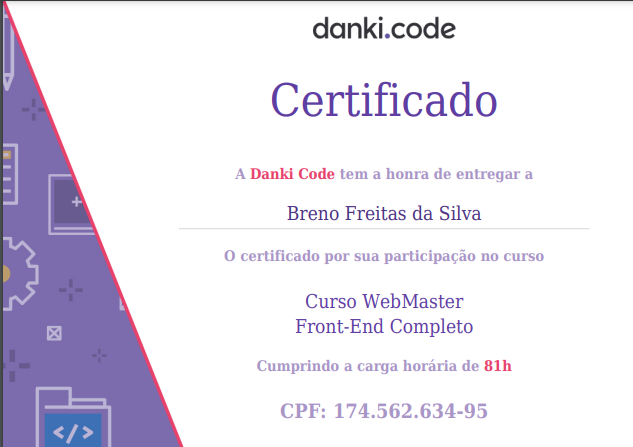 danki.code
Certificado
A Danki Code tem a honra de entregar a
Breno Freitas da Silva
O certificado por sua participação no curso
Curso WebMaster
Front-End Completo
Cumprindo a carga horária de 81h
CPF: 174.562.634-95